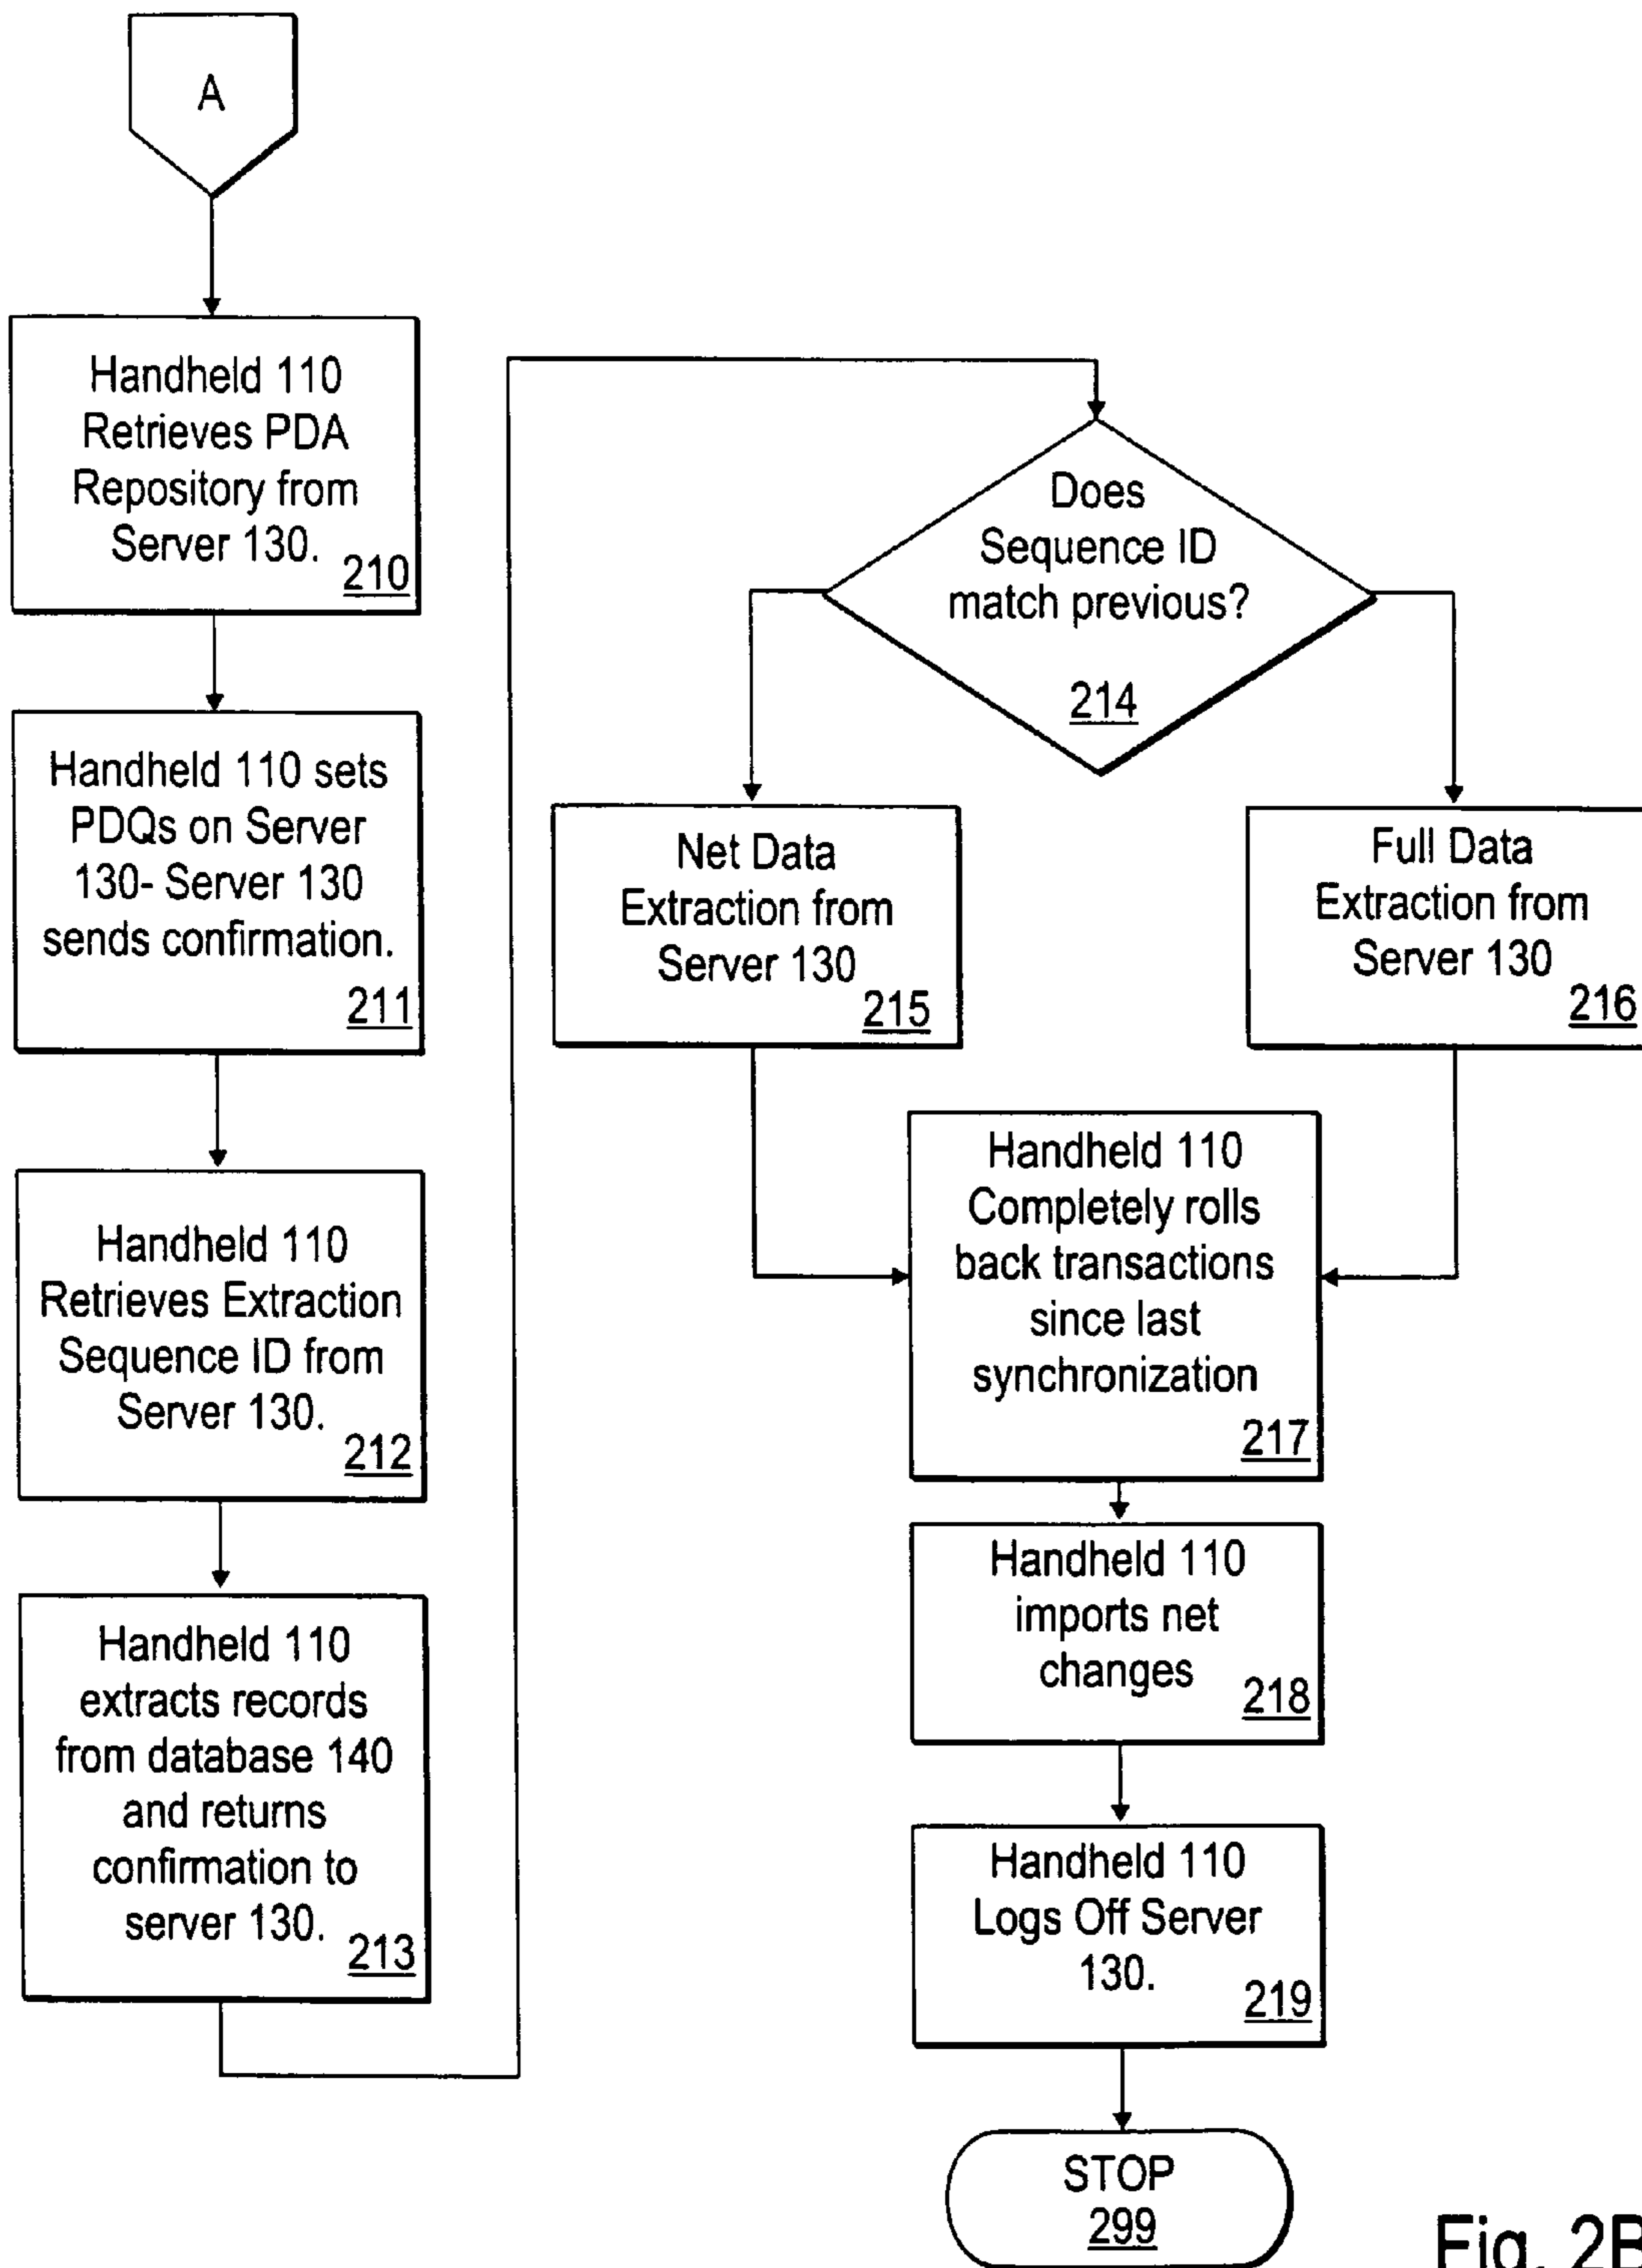 A
Handheld 110
Retrieves PDA
Repository from
Server 130.
210
Handheld 110 sets
PDQs on Server
130- Server 130
sends confirmation.
211
Handheld 110
Retrieves Extraction
Sequence ID from
Server 130.
212
Handheld 110
extracts records
from database 140
and returns
confirmation to
server 130.
213
Does
Sequence ID
match previous?
214
Net Data
Extraction from
Server 130
215
Full Data
Extraction from
Server 130
216
Handheld 110
Completely rolls
back transactions
since last
synchronization
217
Handheld 110
imports net
changes
218
Handheld 110
Logs Off Server
130.
219
STOP
299
Fig. 2B